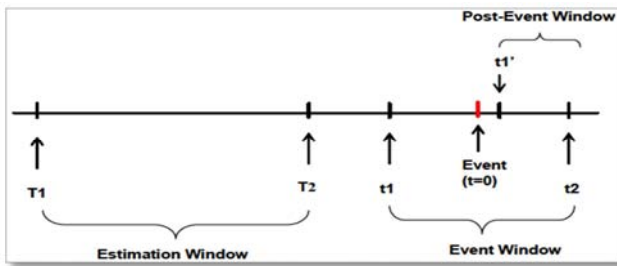 Post-Event Window
t1'
T1
T2
t1
Event
(t=0)
t2
Estimation Window
Event Window